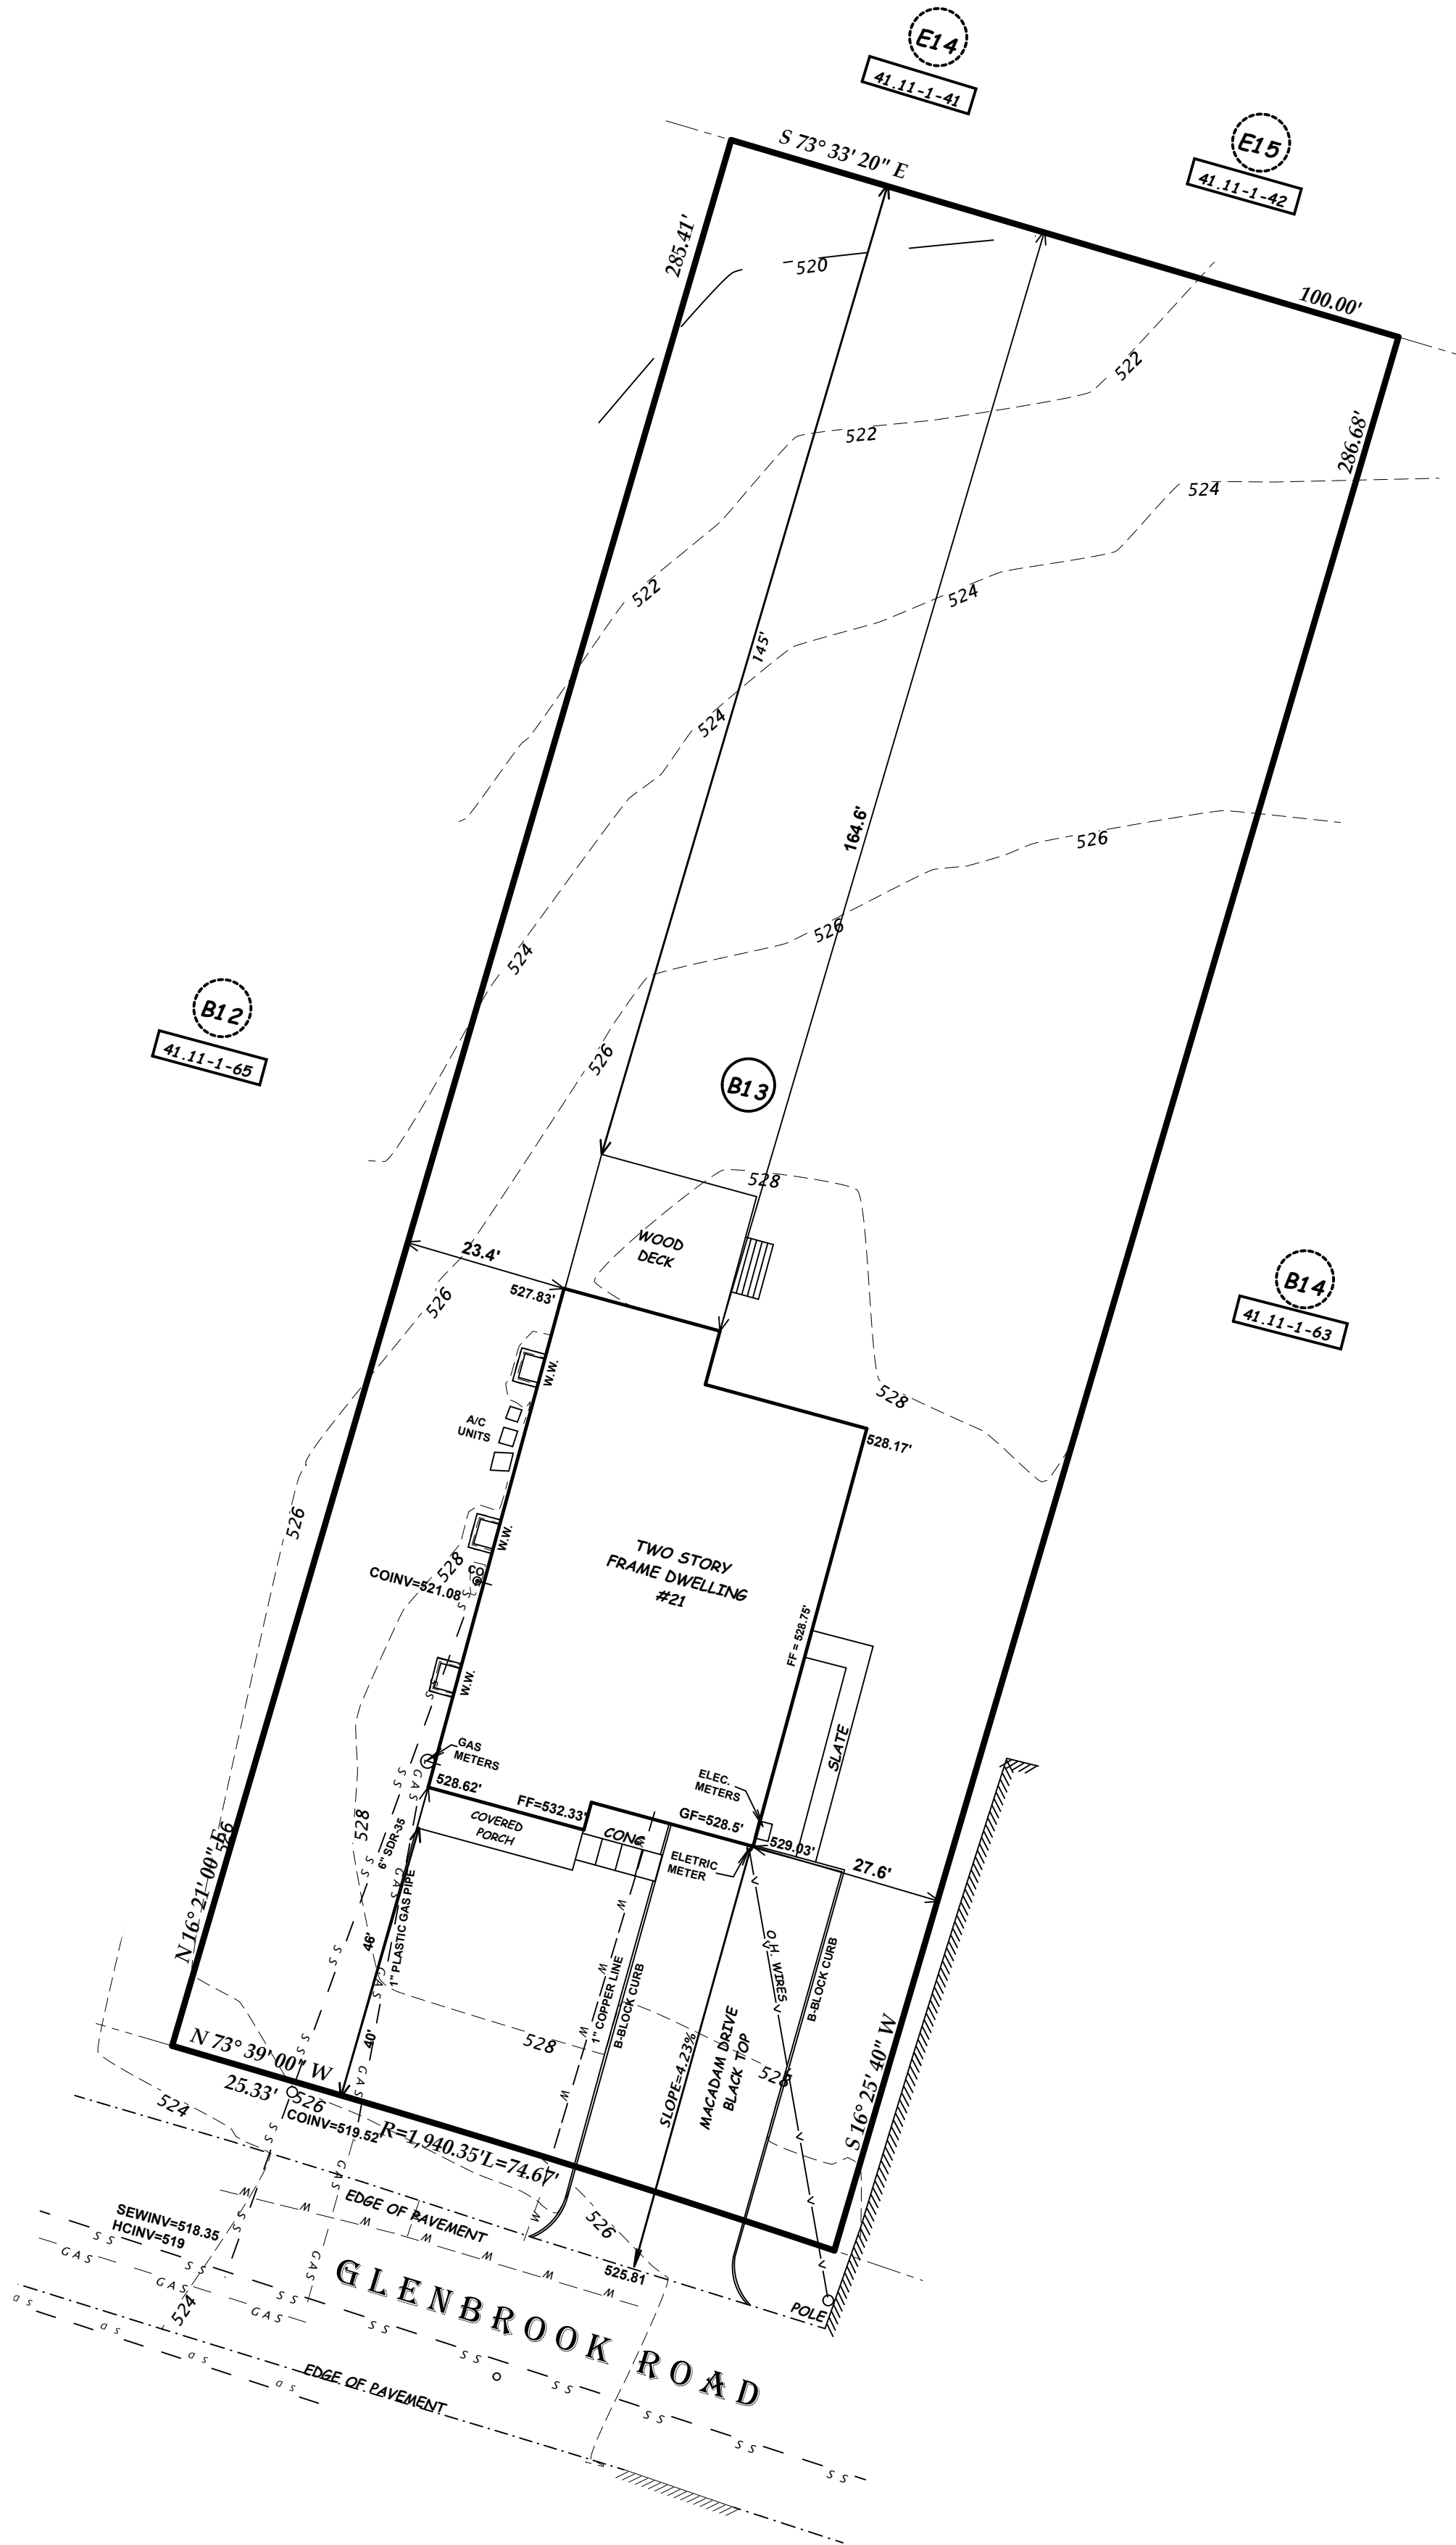 E14
41.11-1-41
E15
41.11-1-42
S 73° 33' 20" E
285.41'
520
100.00'
522
522
286.68'
524
522
524
145'
524
164.6'
526
526
524
B12
41.11-1-65
526
B13
528
WOOD
DECK
23.4'
527.83'
B14
41.11-1-63
526
W.W.
528
A/C
UNITS
528.17'
526
W.W.
528
CO
COINV=521.08
TWO STORY
FRAME DWELLING
#21
FF = 528.75'
W.W.
SLATE
GAS
METERS
528.62'
ELEC.
METERS
FF=532.33'
GF=528.5'
COVERED
PORCH
CONC
529.03'
528
526
6" SDR-35
ELETRIC
METER
27.6'
N 16° 21' 00" E
1" PLASTIC GAS PIPE
46'
O.H. WIRES
B-BLOCK CURB
1" COPPER LINE
B-BLOCK CURB
40'
528
SLOPE=4.23%
MACADAM DRIVE
BLACK TOP
528
S 16° 25' 40" W
N 73° 39' 00" W
25.33'
526
524
COINV=519.52'
R=1,940.35'L=74.67'
EDGE OF PAVEMENT
526
SEWINV=518.35
HCINV=519
525.81
POLE
GLENBROOK ROAD
524
EDGE OF PAVEMENT
SS
GAS
W